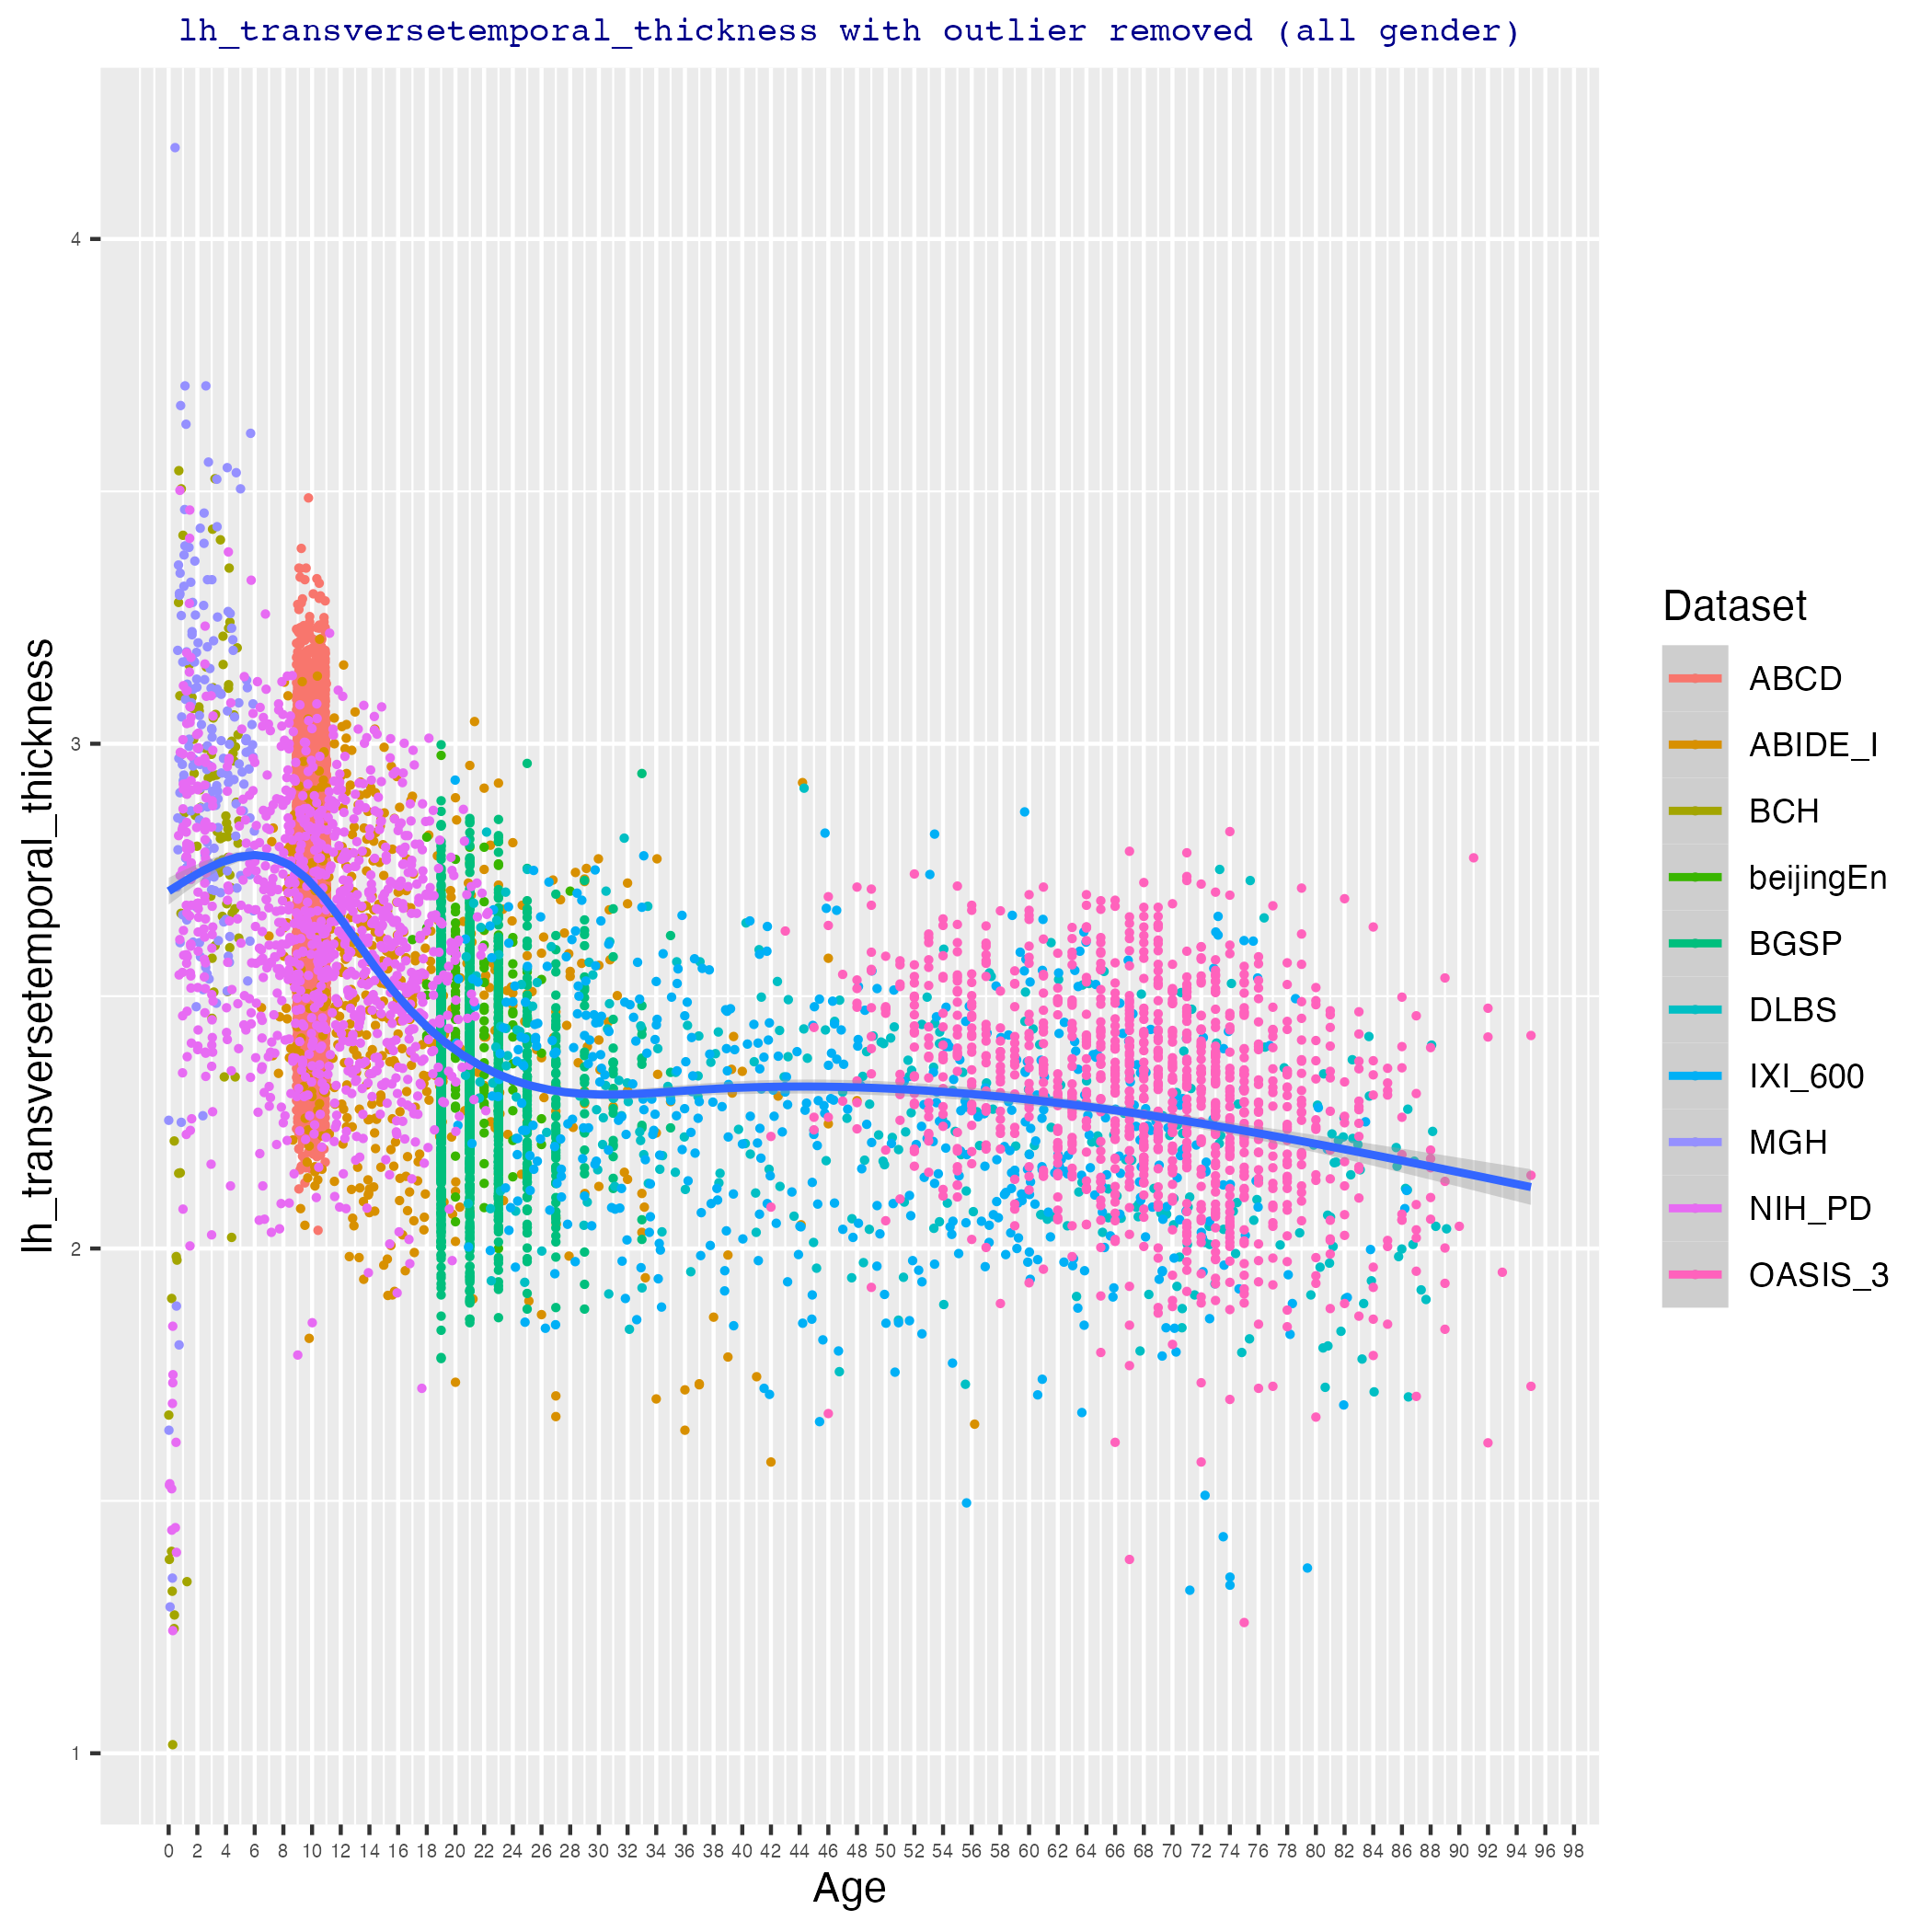 lh_transversetemporal_thickness with outlier removed (all gender)
lh_transversetemporal_thickness
4
3
2
1
0 2 4 6 8 10 12 14 16 18 20 22 24 26 28 30 32 34 36 38 40 42 44 46 48 50 52 54 56 58 60 62 64 66 68 70 72 74 76 78 80 82 84 86 88 90 92 94 96 98
Age
Dataset
ABCD
ABIDE_I
BCH
beijingEn
BGSP
DLBS
IXI_600
MGH
NIH_PD
OASIS_3